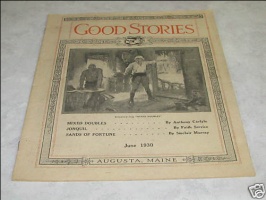 GOOD STORIES
MIXED DOUBLES . . . . . . . . By Anthony Carlyle
JONQUIL . . . . . . . . By Faith Service
SANDS OF FORTUNE . . . . . . . . By Sinclair Murray
June 1930
AUGUSTA, MAINE